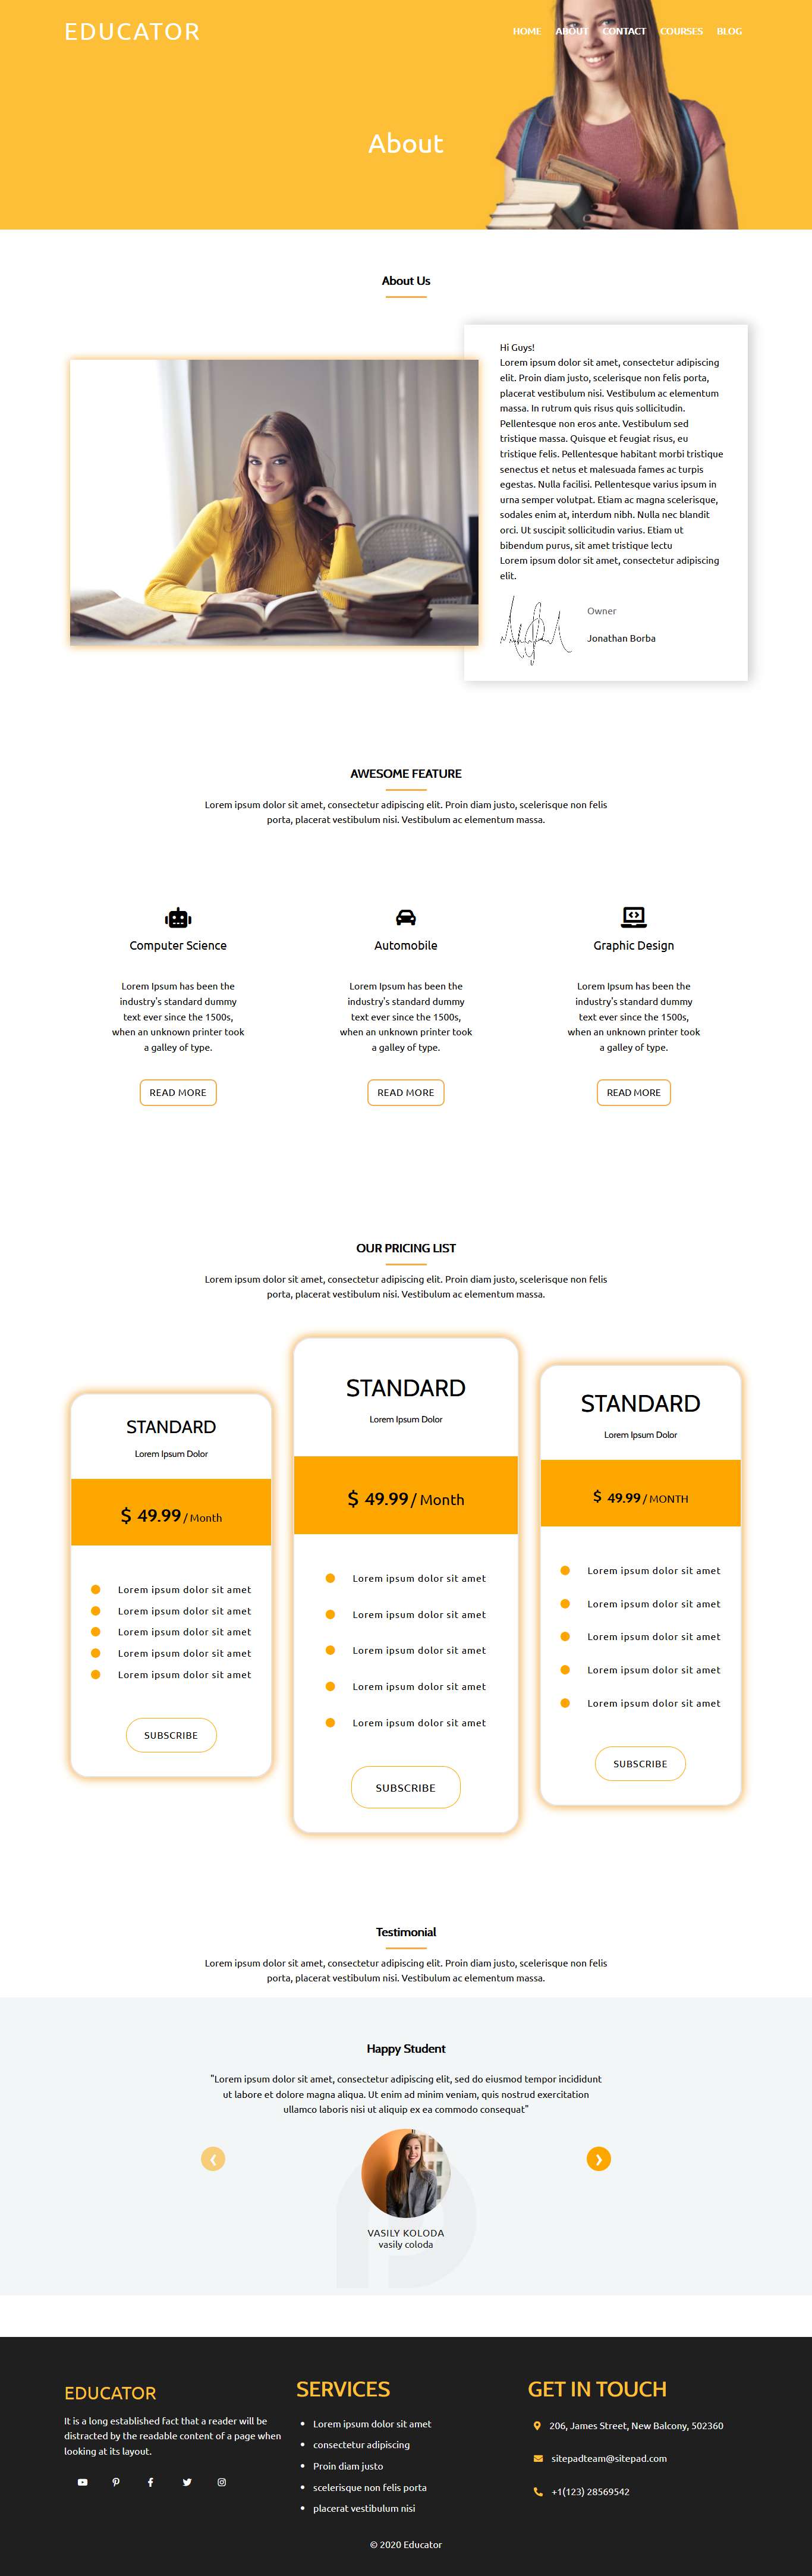 EDUCATOR
HOME ABOUT CONTACT COURSES BLOG
About
About Us
Hi Guys!
Lorem ipsum dolor sit amet, consectetur adipiscing
elit. Proin diam justo, scelerisque non felis porta,
placerat vestibulum nisi. Vestibulum ac elementum
massa. In rutrum quis risus quis sollicitudin.
Pellentesque non eros ante. Vestibulum sed
tristique massa. Quisque et feugiat risus, eu
tristique felis. Pellentesque habitant morbi tristique
senectus et netus et malesuada fames ac turpis
egestas. Nulla facilisi. Pellentesque varius ipsum in
urna semper volutpat. Etiam ac magna scelerisque,
sodales enim at, interdum nibh. Nulla nec blandit
orci. Ut suscipit sollicitudin varius. Etiam ut
bibendum purus, sit amet tristique lectu
Lorem ipsum dolor sit amet, consectetur adipiscing
elit.
Owner
Jonathan Borba
AWESOME FEATURE
Lorem ipsum dolor sit amet, consectetur adipiscing elit. Proin diam justo, scelerisque non felis
porta, placerat vestibulum nisi. Vestibulum ac elementum massa.
Computer Science
Lorem Ipsum has been the
industry's standard dummy
text ever since the 1500s,
when an unknown printer took
a galley of type.
READ MORE
Automobile
Lorem Ipsum has been the
industry's standard dummy
text ever since the 1500s,
when an unknown printer took
a galley of type.
READ MORE
Graphic Design
Lorem Ipsum has been the
industry's standard dummy
text ever since the 1500s,
when an unknown printer took
a galley of type.
READ MORE
OUR PRICING LIST
Lorem ipsum dolor sit amet, consectetur adipiscing elit. Proin diam justo, scelerisque non felis
porta, placerat vestibulum nisi. Vestibulum ac elementum massa.
STANDARD
Lorem Ipsum Dolor
$ 49.99 / Month
Lorem ipsum dolor sit amet
Lorem ipsum dolor sit amet
Lorem ipsum dolor sit amet
Lorem ipsum dolor sit amet
Lorem ipsum dolor sit amet
SUBSCRIBE
STANDARD
Lorem Ipsum Dolor
$ 49.99 / Month
Lorem ipsum dolor sit amet
Lorem ipsum dolor sit amet
Lorem ipsum dolor sit amet
Lorem ipsum dolor sit amet
Lorem ipsum dolor sit amet
SUBSCRIBE
STANDARD
Lorem Ipsum Dolor
$ 49.99 / MONTH
Lorem ipsum dolor sit amet
Lorem ipsum dolor sit amet
Lorem ipsum dolor sit amet
Lorem ipsum dolor sit amet
Lorem ipsum dolor sit amet
SUBSCRIBE
Testimonial
Lorem ipsum dolor sit amet, consectetur adipiscing elit. Proin diam justo, scelerisque non felis
porta, placerat vestibulum nisi. Vestibulum ac elementum massa.
Happy Student
"Lorem ipsum dolor sit amet, consectetur adipiscing elit, sed do eiusmod tempor incididunt
ut labore et dolore magna aliqua. Ut enim ad minim veniam, quis nostrud exercitation
ullamco laboris nisi ut aliquip ex ea commodo consequat"
VASILY KOLODA
vasily coloda
EDUCATOR
It is a long established fact that a reader will be
distracted by the readable content of a page when
looking at its layout.
SERVICES
Lorem ipsum dolor sit amet
consectetur adipiscing
Proin diam justo
scelerisque non felis porta
placerat vestibulum nisi
GET IN TOUCH
206, James Street, New Balcony, 502360
sitepadteam@sitepad.com
+1(123) 28569542
© 2020 Educator